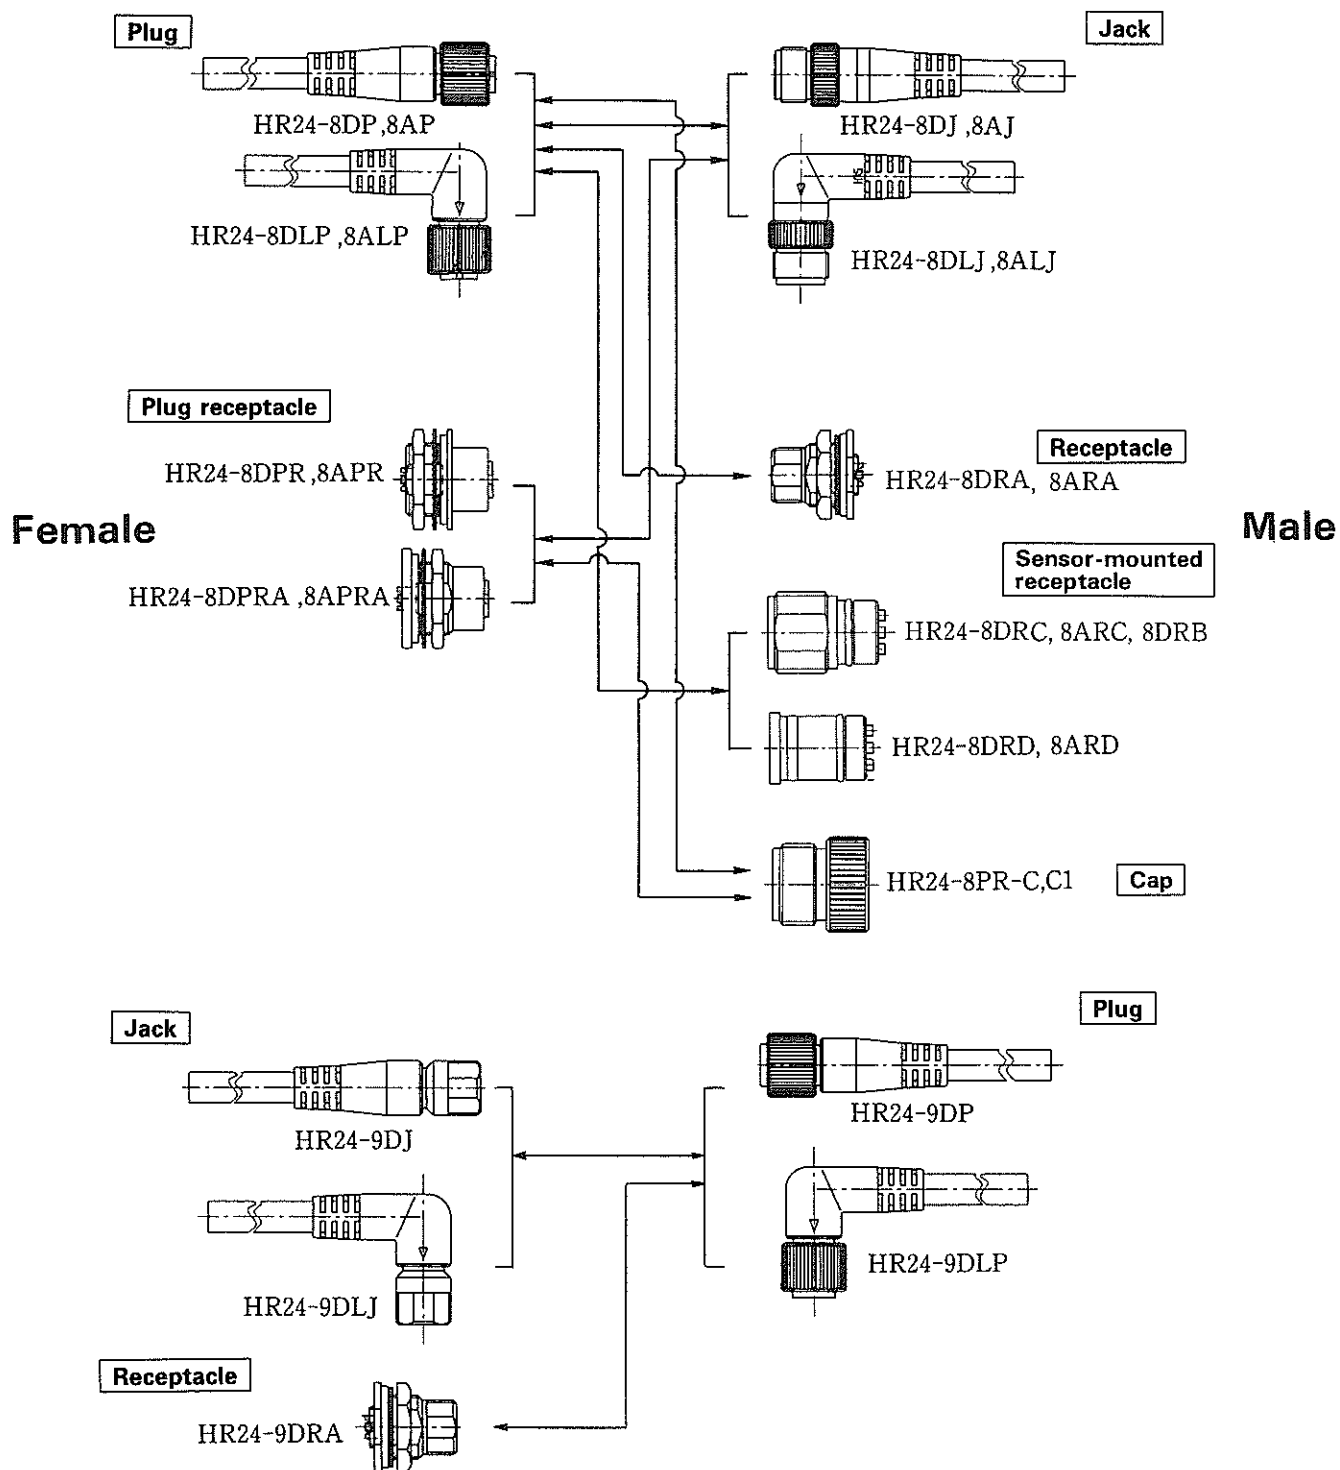 Plug
Jack
HR24-8DP,8AP
HR24-8DJ,8AJ
HR24-8DLP,8ALP
HR24-8DLJ,8ALJ
Plug receptacle
HR24-8DPR,8APR
Receptacle
HR24-8DRA, 8ARA
Female
Male
Sensor-mounted
receptacle
HR24-8DPRA,8APRA
HR24-8DRC, 8ARC, 8DRB
HR24-8DRD, 8ARD
HR24-8PR-C,C1
Cap
Jack
Plug
HR24-9DJ
HR24-9DP
HR24-9DLJ
HR24-9DLP
Receptacle
HR24-9DRA